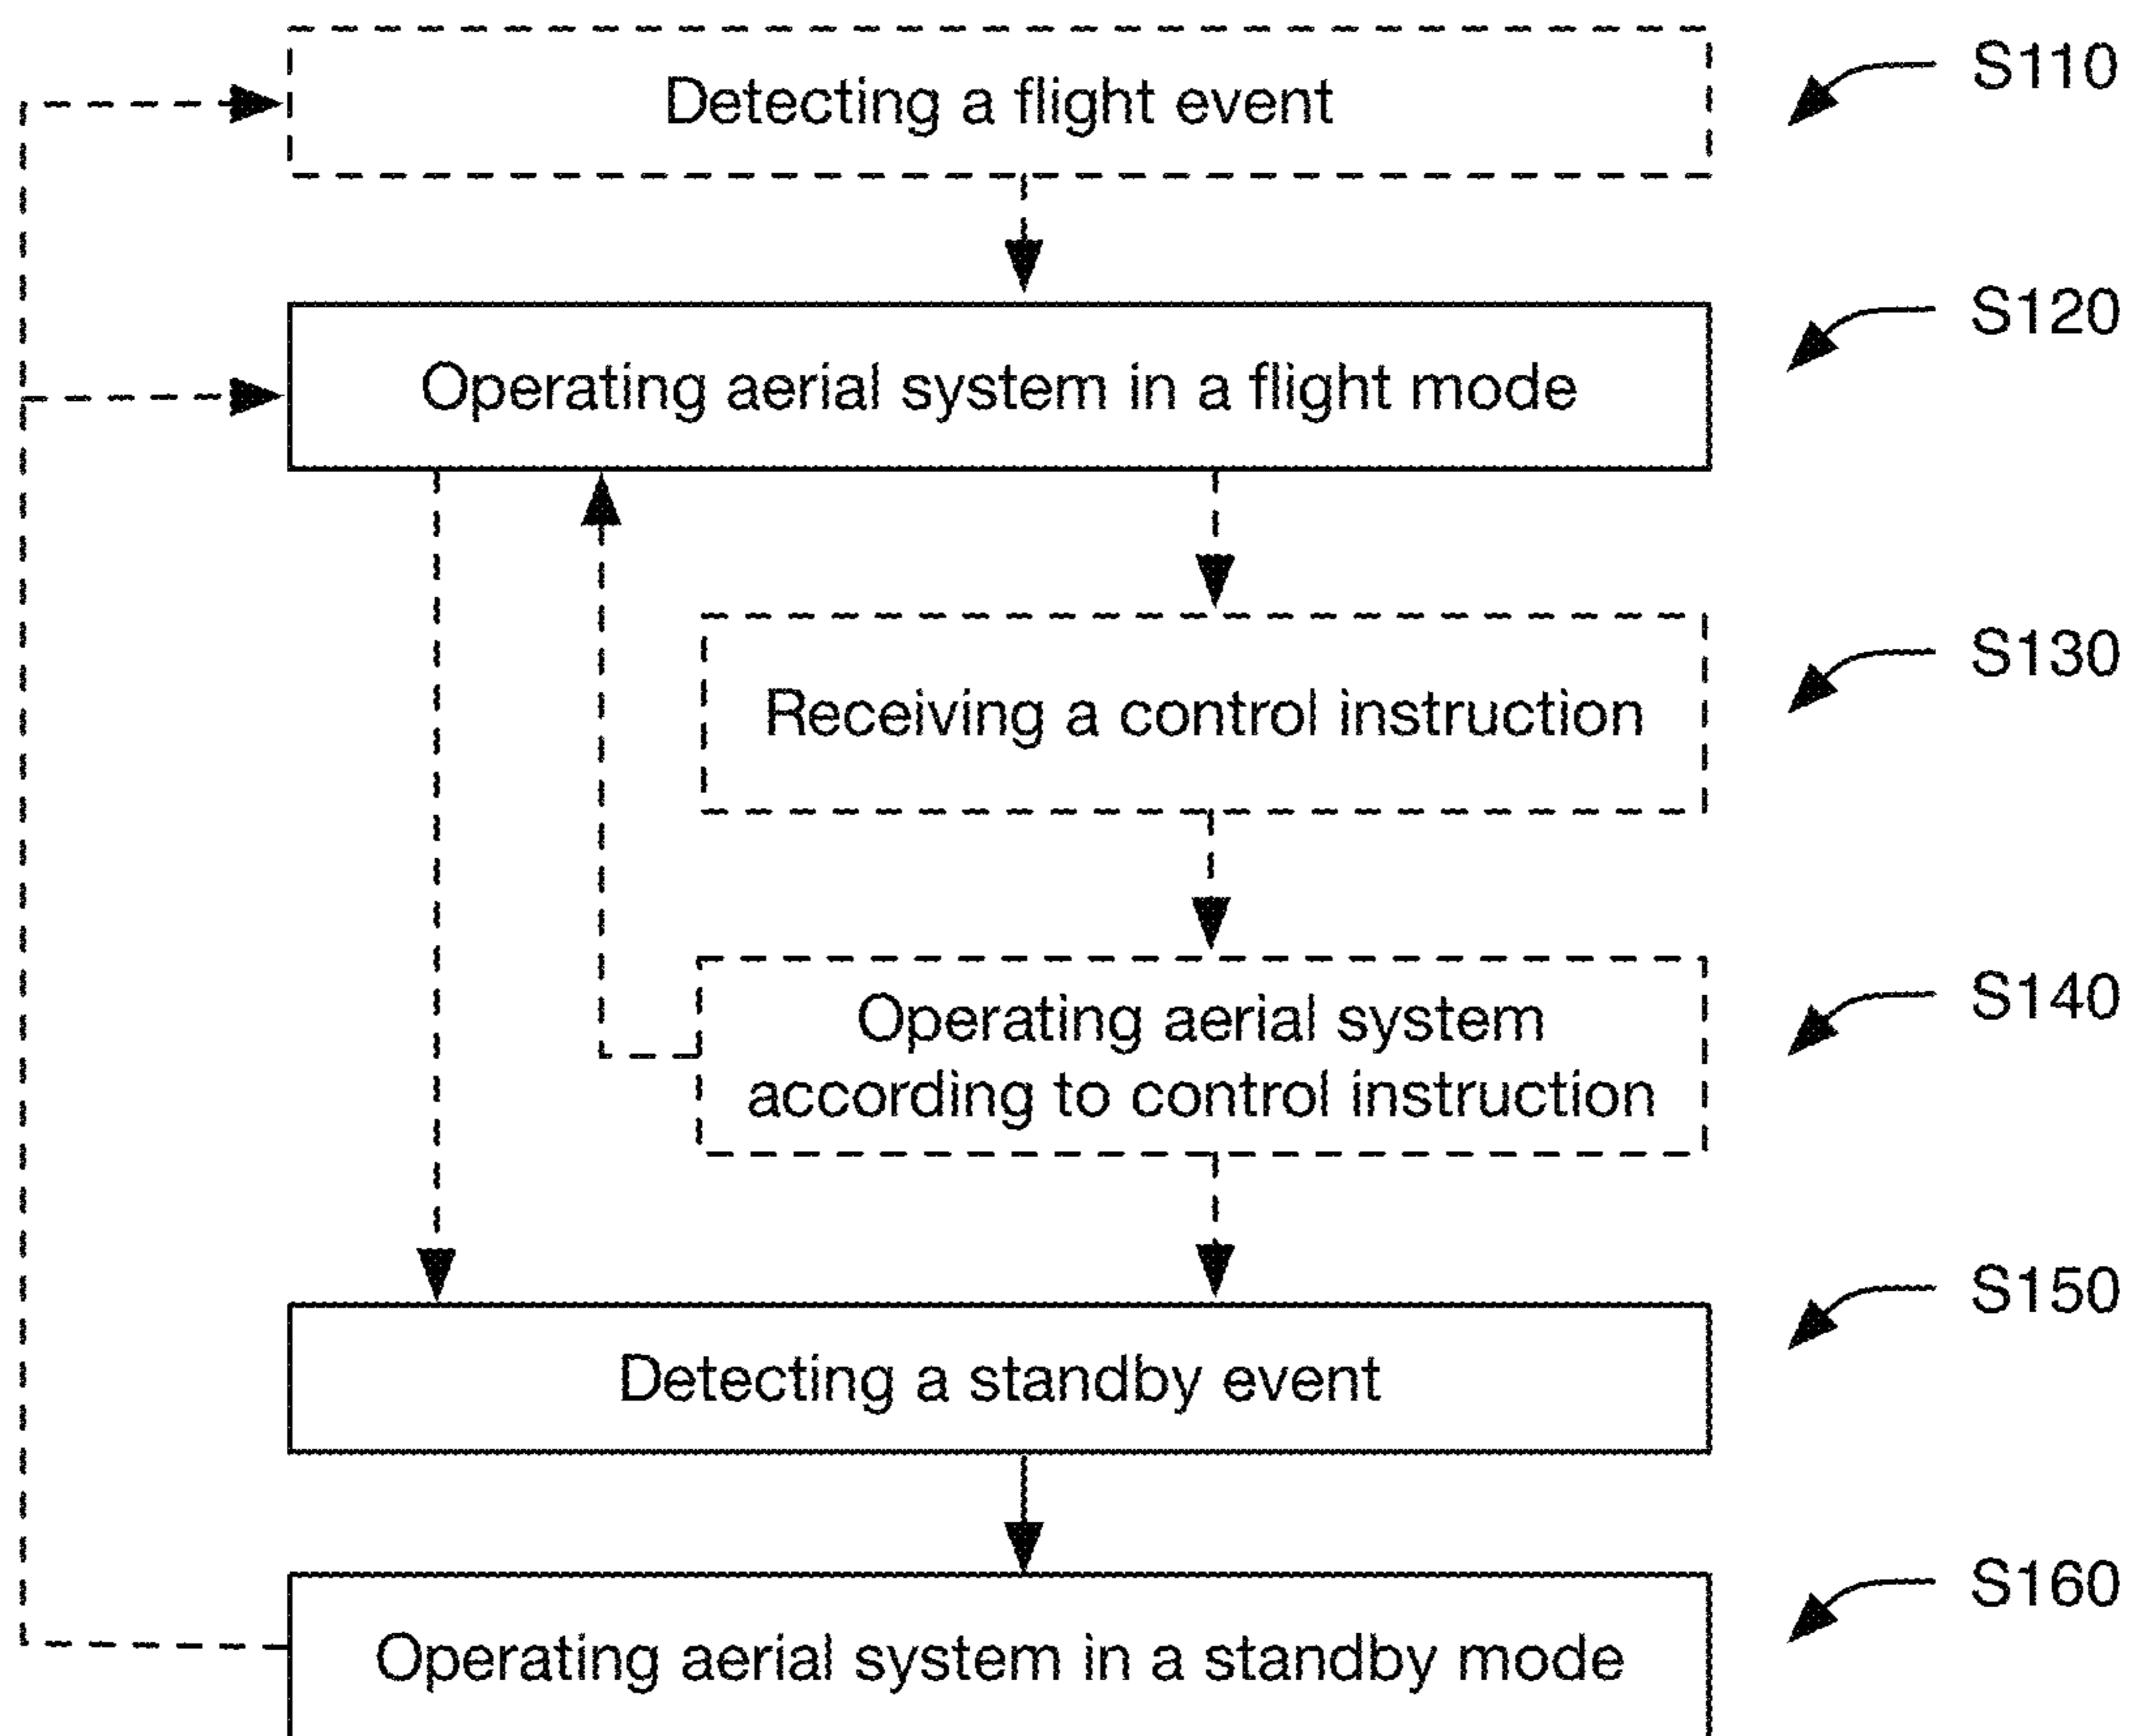 Detecting a flight event
S110
Operating aerial system in a flight mode
S120
Receiving a control instruction
S130
Operating aerial system
according to control instruction
S140
Detecting a standby event
S150
Operating aerial system in a standby mode
S160